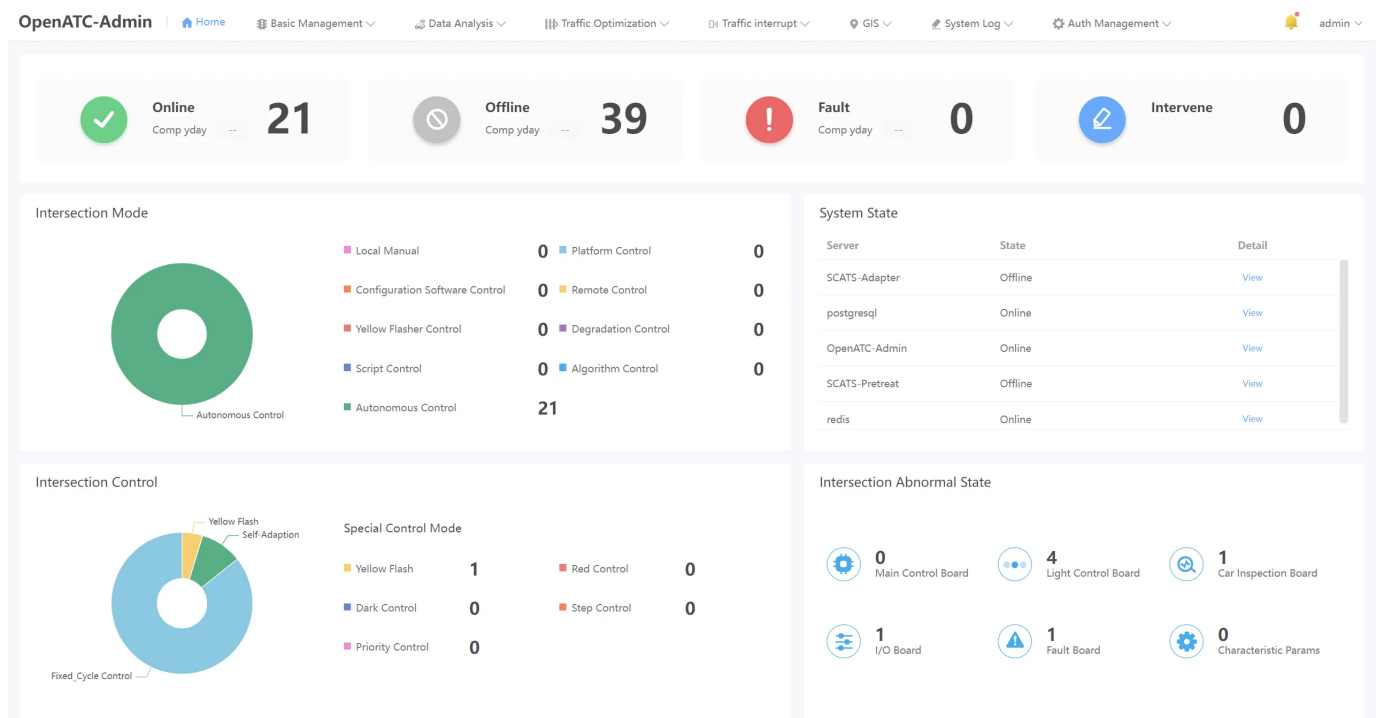 OpenATC-Admin Home Basic Management Data Analysis Traffic Optimization Traffic interrupt GIS System Log Auth Management admin
Online 21
Comp yday --
Offline 39
Comp yday --
Fault 0
Comp yday --
Intervene 0
Intersection Mode
Autonomous Control
Local Manual 0 Platform Control 0
Configuration Software Control 0 Remote Control 0
Yellow Flasher Control 0 Degradation Control 0
Script Control 0 Algorithm Control 0
Autonomous Control 21
System State
Server State Detail
SCATS-Adapter Offline View
postgresql Online View
OpenATC-Admin Online View
SCATS-Pretreat Offline View
redis Online View
Intersection Control
Yellow Flash
Self-Adaption
Fixed_Cycle Control
Special Control Mode
Yellow Flash 1 Red Control 0
Dark Control 0 Step Control 0
Priority Control 0
Intersection Abnormal State
0
Main Control Board
4
Light Control Board
1
Car Inspection Board
1
I/O Board
1
Fault Board
0
Characteristic Params